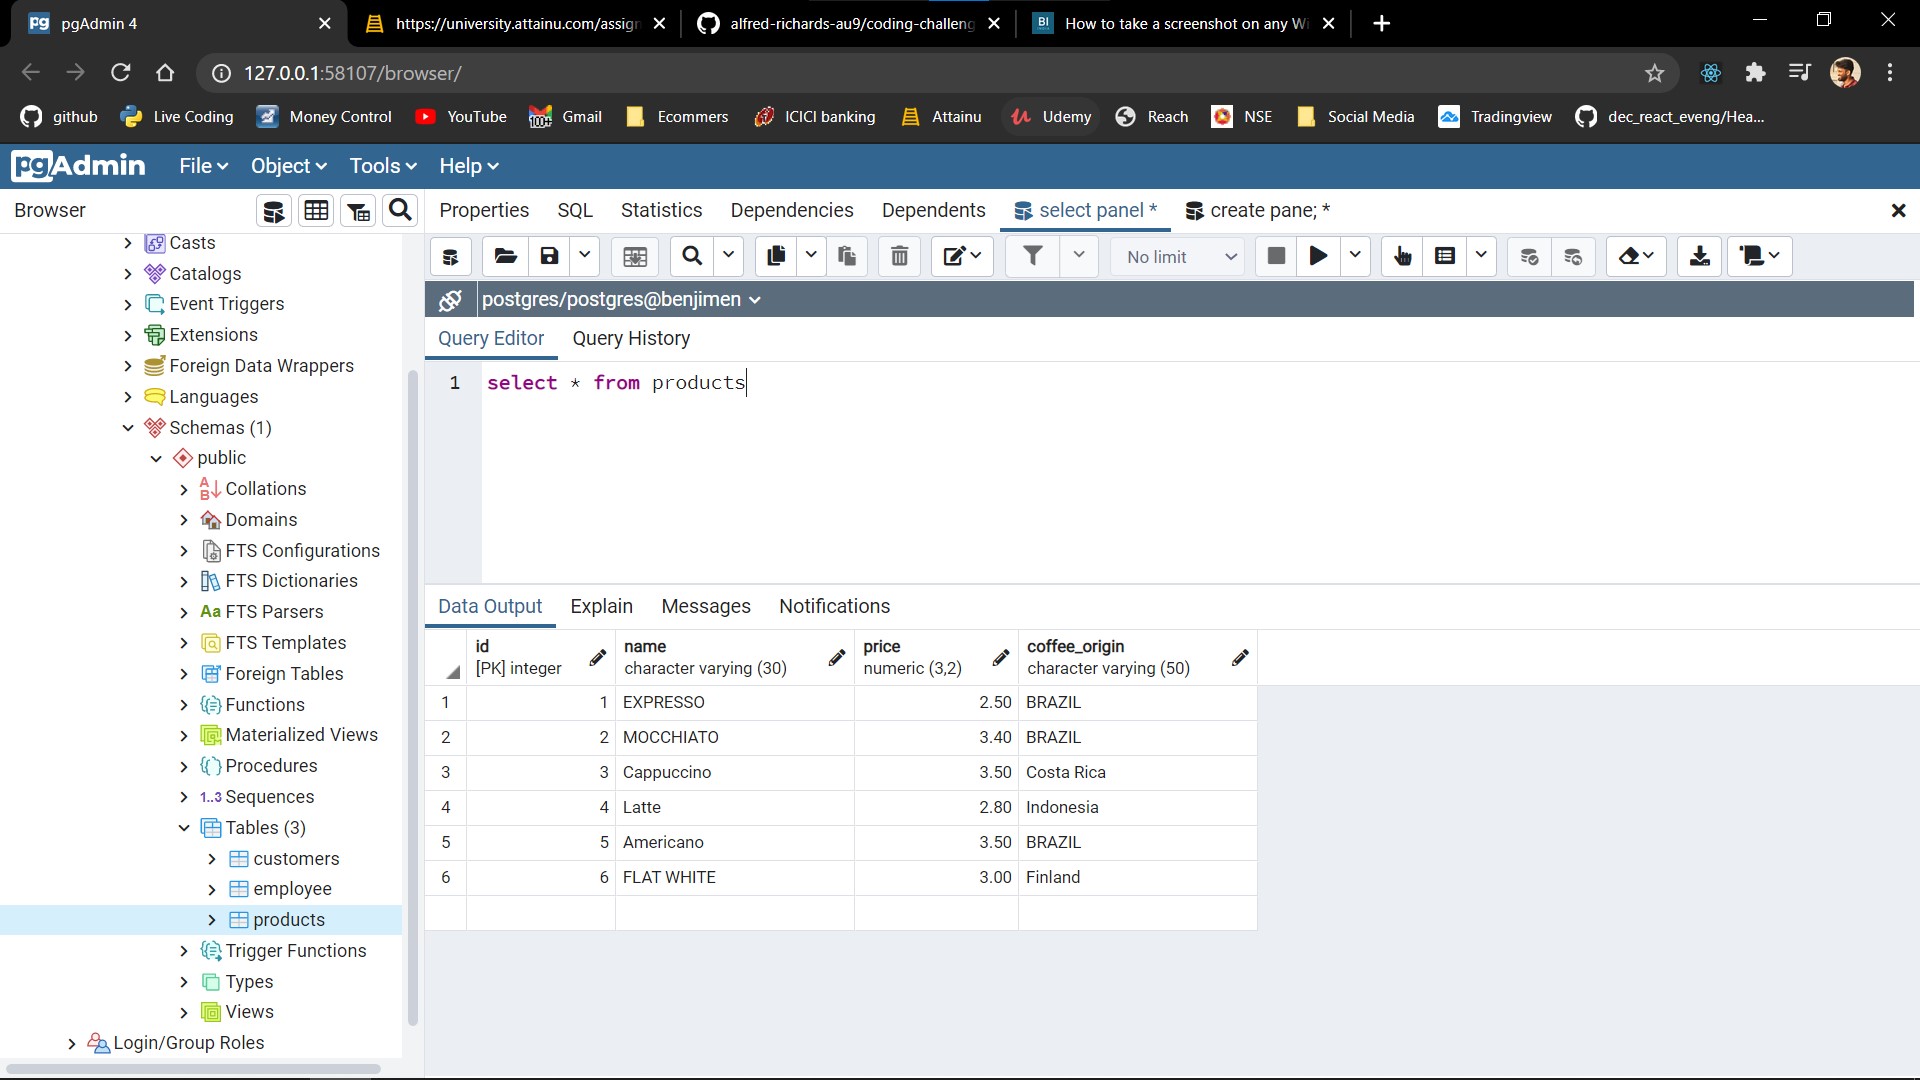 pgAdmin 4
https://university.attainu.com/assign
alfred-richards-au9/coding-challeng
How to take a screenshot on any Wi
127.0.0.1:58107/browser/
github
Live Coding
Money Control
YouTube
100+
Gmail
Ecommers
ICICI banking
Attainu
Udemy
Reach
NSE
Social Media
Tradingview
dec_react_eveng/Hea...
pgAdmin File Object Tools Help
Browser
Properties SQL Statistics Dependencies Dependents select panel * create pane; *
No limit
postgres/postgres@benjimen
Query Editor Query History
1 select * from products
Casts
Catalogs
Event Triggers
Extensions
Foreign Data Wrappers
Languages
Schemas (1)
public
Collations
Domains
FTS Configurations
FTS Dictionaries
Aa FTS Parsers
FTS Templates
Foreign Tables
Functions
Materialized Views
Procedures
1..3 Sequences
Tables (3)
customers
employee
products
Trigger Functions
Types
Views
Login/Group Roles
Data Output Explain Messages Notifications
id name price coffee_origin
[PK] integer character varying (30) numeric (3,2) character varying (50)
1 1 EXPRESSO 2.50 BRAZIL
2 2 MOCCHIATO 3.40 BRAZIL
3 3 Cappuccino 3.50 Costa Rica
4 4 Latte 2.80 Indonesia
5 5 Americano 3.50 BRAZIL
6 6 FLAT WHITE 3.00 Finland